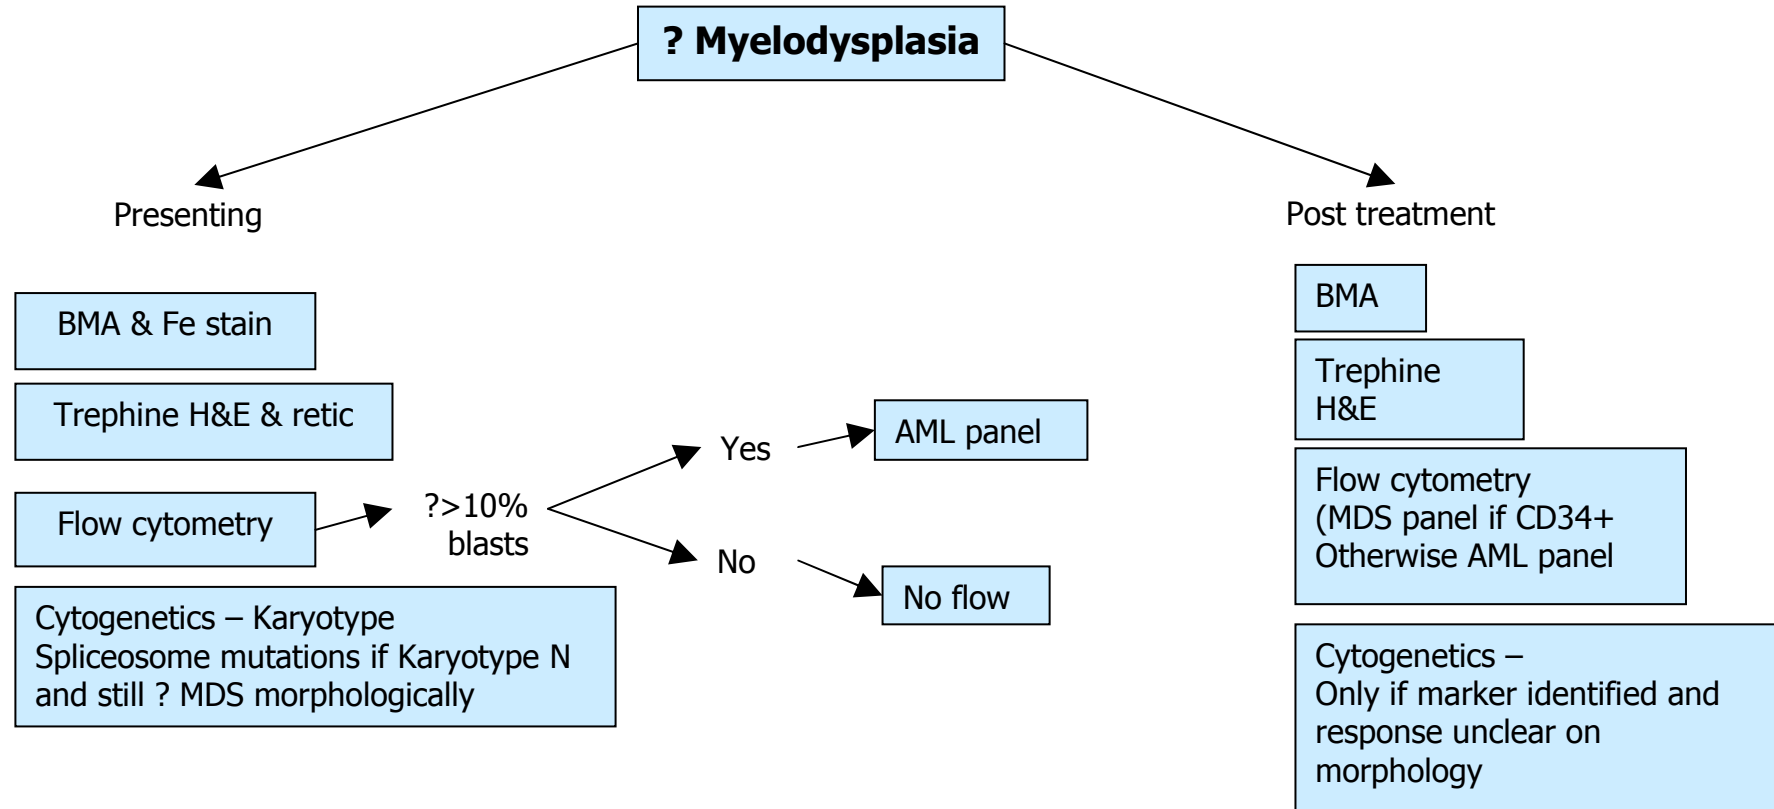 ? Myelodysplasia
Presenting
BMA & Fe stain
Trephine H&E & retic
Flow cytometry
?>10%
blasts
Yes
AML panel
No
No flow
Cytogenetics – Karyotype
Spliceosome mutations if Karyotype N
and still ? MDS morphologically
Post treatment
BMA
Trephine
H&E
Flow cytometry
(MDS panel if CD34+
Otherwise AML panel
Cytogenetics –
Only if marker identified and
response unclear on
morphology